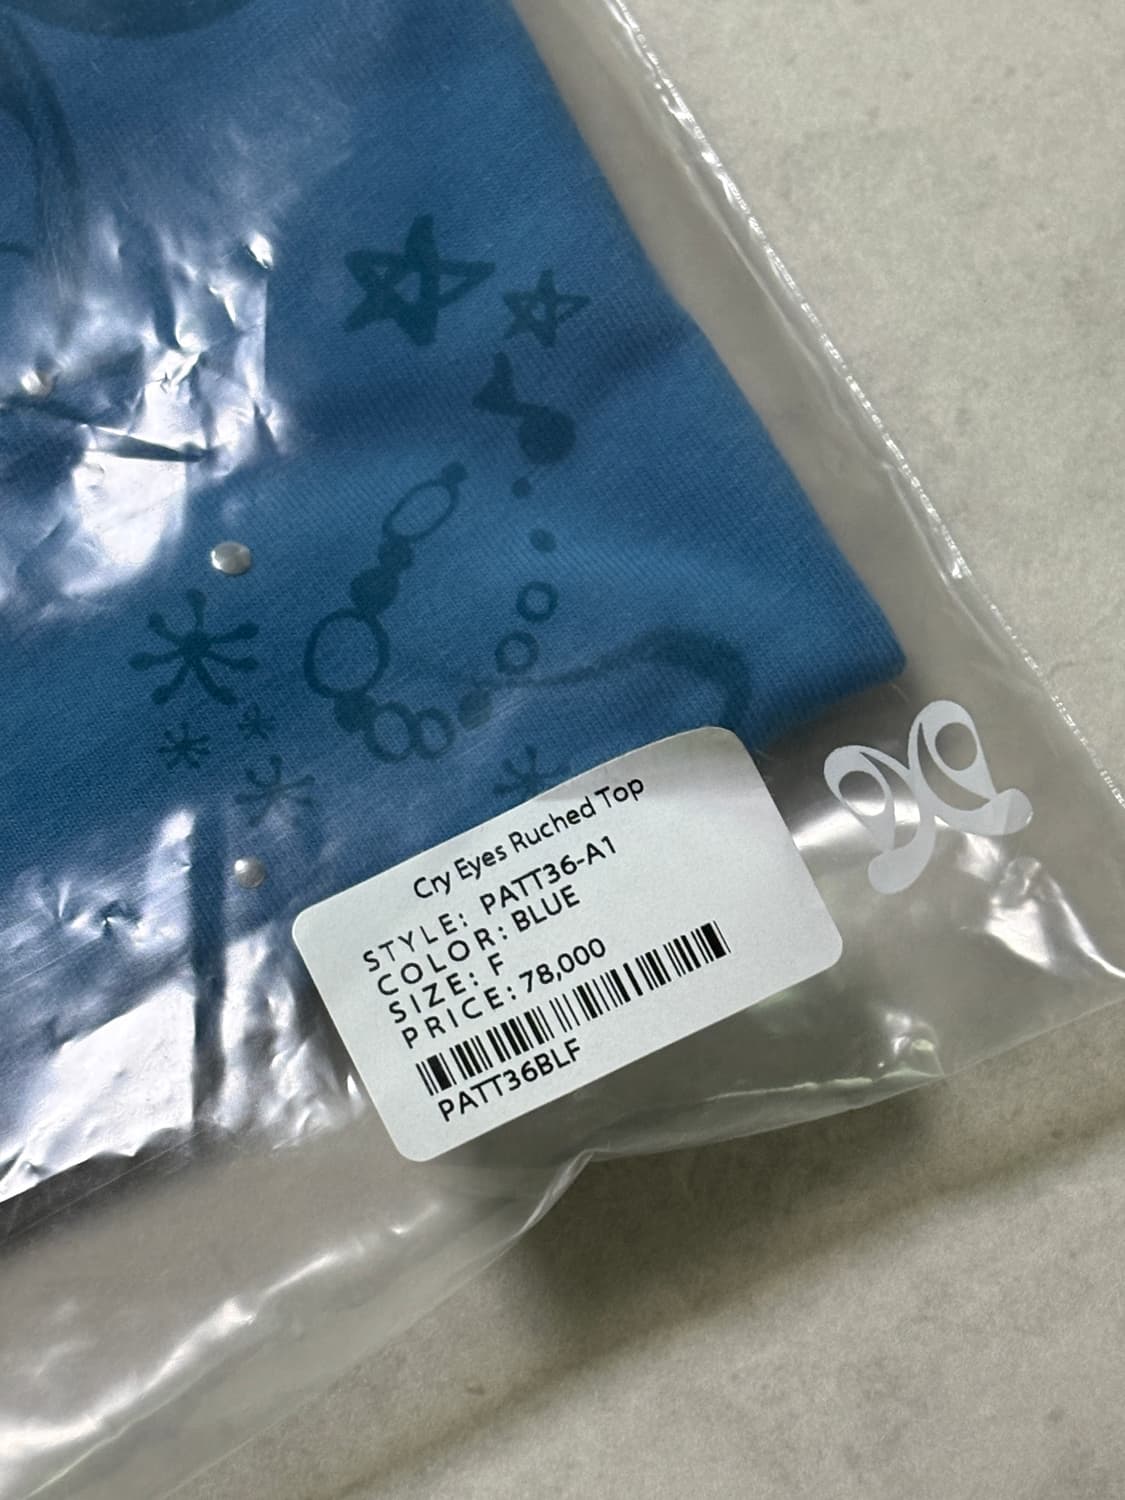 Cry Eyes Ruched Top
STYLE: PATT36-A1
COLOR: BLUE
SIZE: F
PRICE: 78,000
PATT36BLF